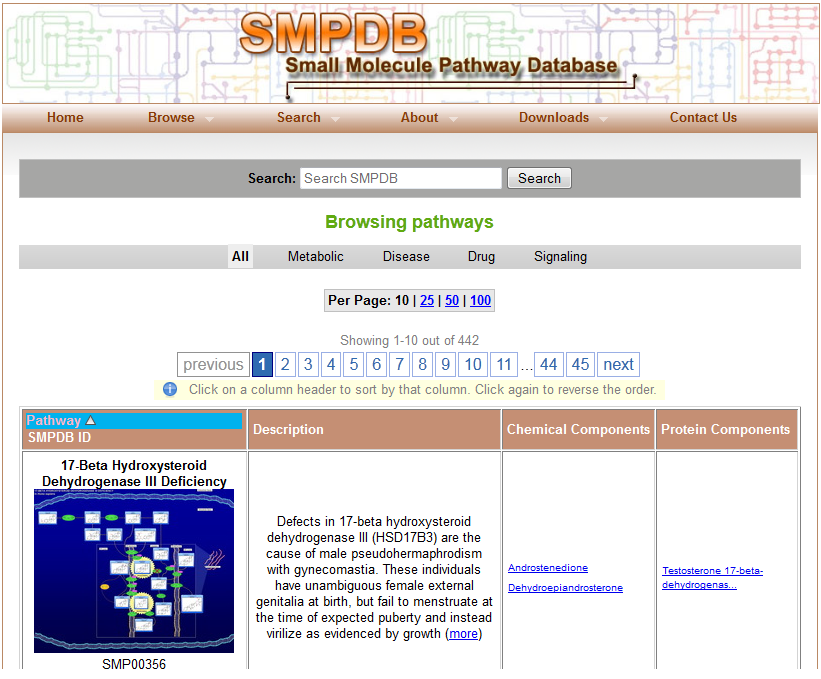 SMPDB
Small Molecule Pathway Database
Home Browse Search About Downloads Contact Us
Search: Search SMPDB Search
Browsing pathways
All Metabolic Disease Drug Signaling
Per Page: 10 | 25 | 50 | 100
Showing 1-10 out of 442
previous 1 2 3 4 5 6 7 8 9 10 11 ... 44 45 next
Click on a column header to sort by that column. Click again to reverse the order.
Pathway
SMPDB ID
Description
Chemical Components
Protein Components
17-Beta Hydroxysteroid
Dehydrogenase III Deficiency
SMP00356
Defects in 17-beta hydroxysteroid
dehydrogenase III (HSD17B3) are the
cause of male pseudohermaphrodism
with gynecomastia. These individuals
have unambiguous female external
genitalia at birth, but fail to menstruate at
the time of expected puberty and instead
virilize as evidenced by growth (more)
Androstenedione
Dehydroepiandrosterone
Testosterone 17-beta-
dehydrogenas...